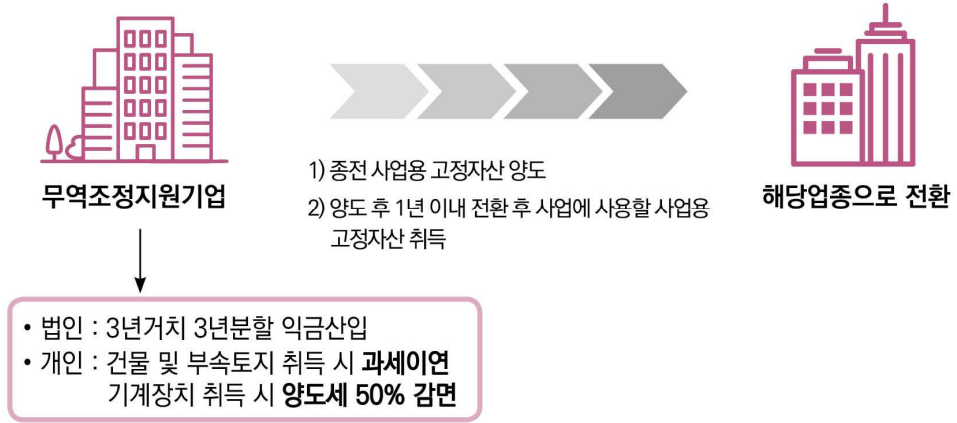 무역조정지원기업
1) 종전 사업용 고정자산 양도
2) 양도 후 1년 이내 전환 후 사업에 사용할 사업용
고정자산 취득
해당업종으로 전환
• 법인 : 3년거치 3년분할 익금산입
• 개인 : 건물 및 부속토지 취득 시 과세이연
기계장치 취득 시 양도세 50% 감면